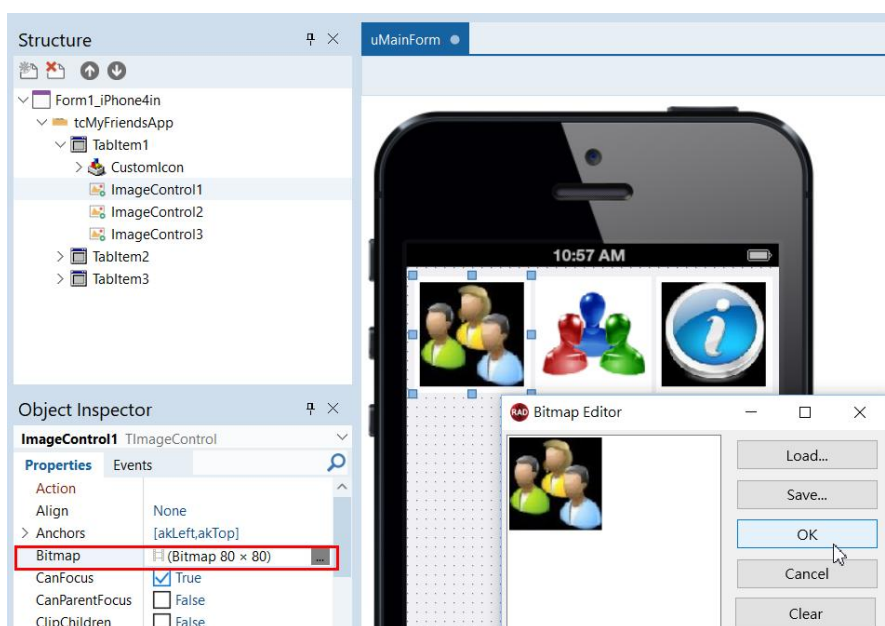 Structure
Form1_iPhone4in
tcMyFriendsApp
TabItem1
CustomIcon
ImageControl1
ImageControl2
ImageControl3
TabItem2
TabItem3
Object Inspector
ImageControl1 TImageControl
Properties Events
Action
Align None
Anchors [akLeft,akTop]
Bitmap (Bitmap 80 × 80) ...
CanFocus True
CanParentFocus False
ClipChildren False
uMainForm
10:57 AM
i
RAD Bitmap Editor
Load...
Save...
OK
Cancel
Clear